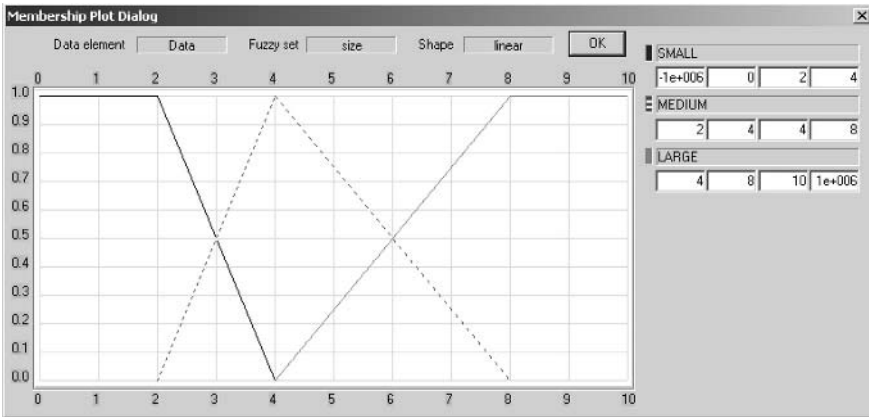 Membership Plot Dialog
Data element Data Fuzzy set size Shape linear OK
0 1 2 3 4 5 6 7 8 9 10
1.0
0.9
0.8
0.7
0.6
0.5
0.4
0.3
0.2
0.1
0.0
0 1 2 3 4 5 6 7 8 9 10
SMALL
-1e+006 0 2 4
MEDIUM
2 4 4 8
LARGE
4 8 10 1e+006